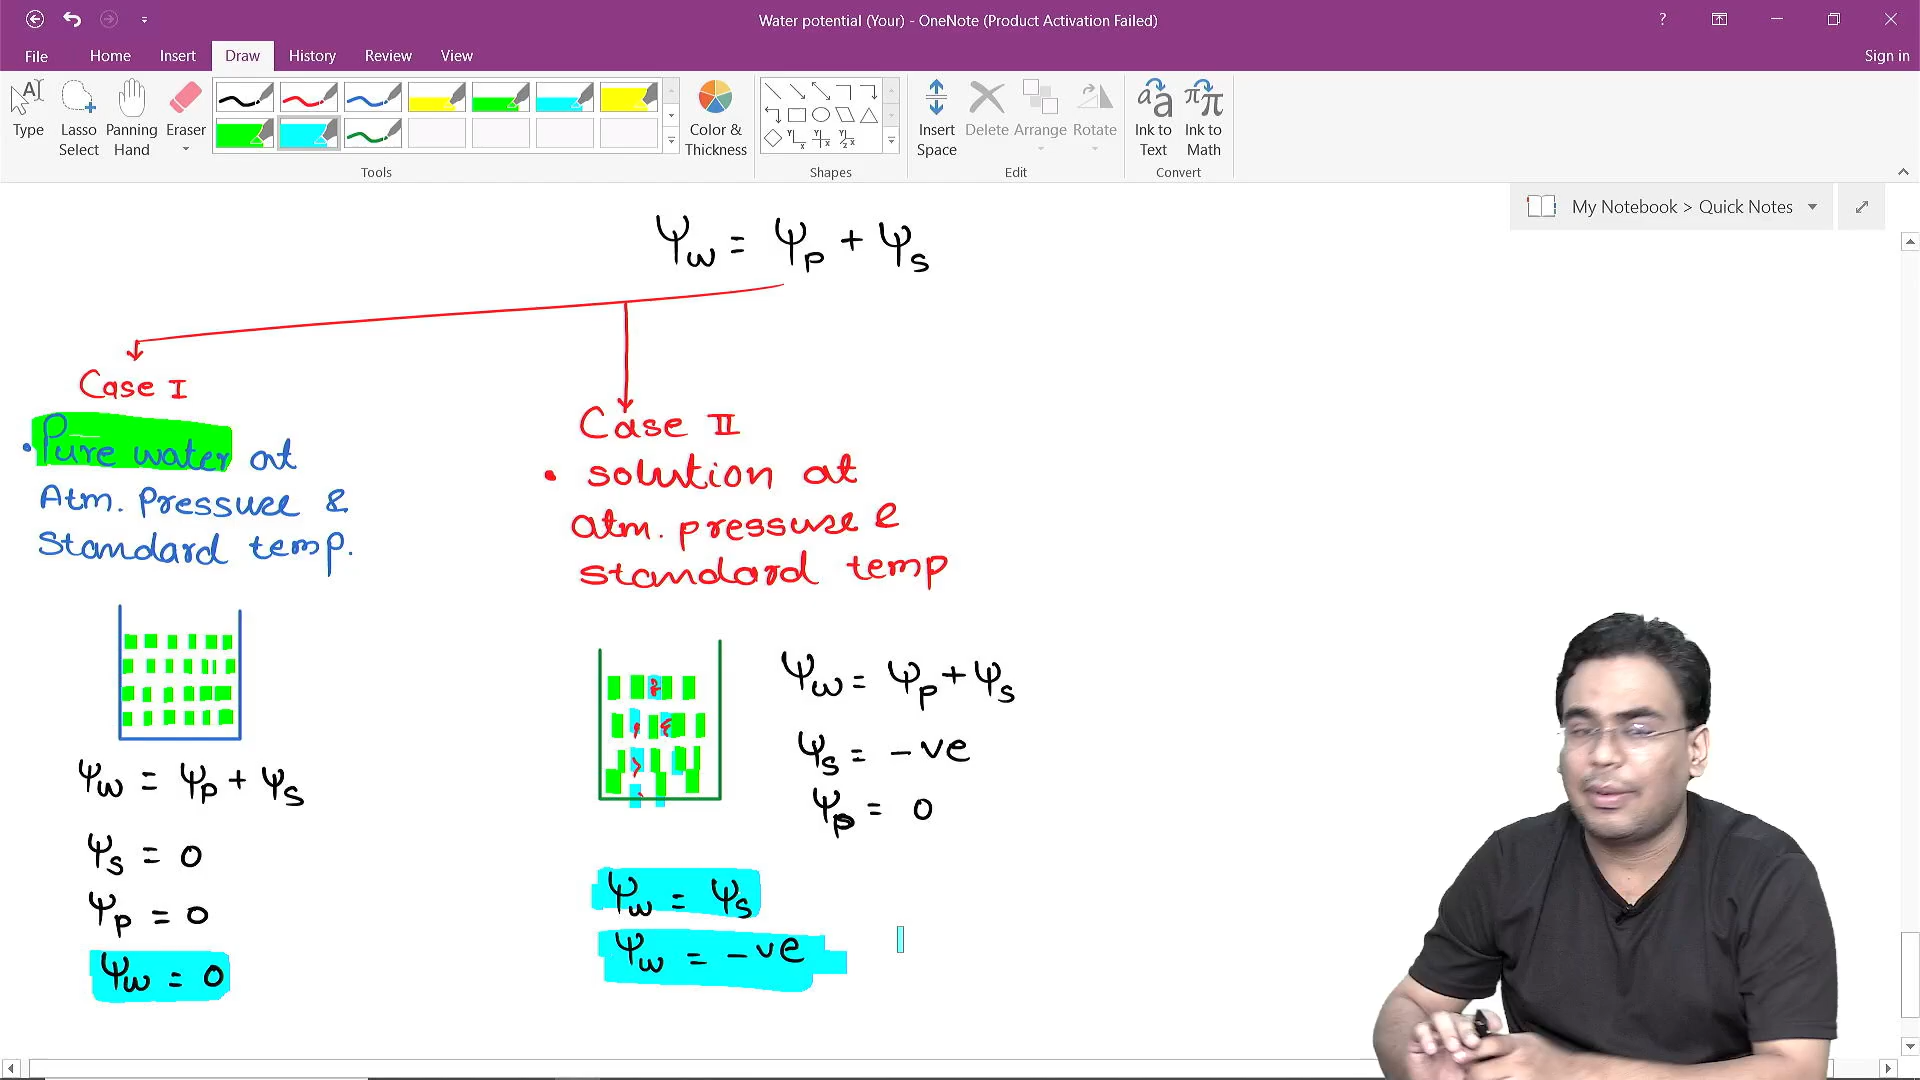 Water potential (Your) - OneNote (Product Activation Failed)
?
File Home Insert Draw History Review View
Sign in
Type
Lasso Select
Panning Hand
Eraser
Color & Thickness
Insert Space
Delete
Arrange
Rotate
Ink to Text
Ink to Math
Tools
Shapes
Edit
Convert
My Notebook > Quick Notes
Ψw = Ψp + Ψs
Case I
• Pure water at
Atm. Pressure &
Standard temp.
Ψw = Ψp + Ψs
Ψs = 0
Ψp = 0
Ψw = 0
Case II
• solution at
atm. pressure &
standard temp
Ψw = Ψp + Ψs
Ψs = -ve
Ψp = 0
Ψw = Ψs
Ψw = -ve